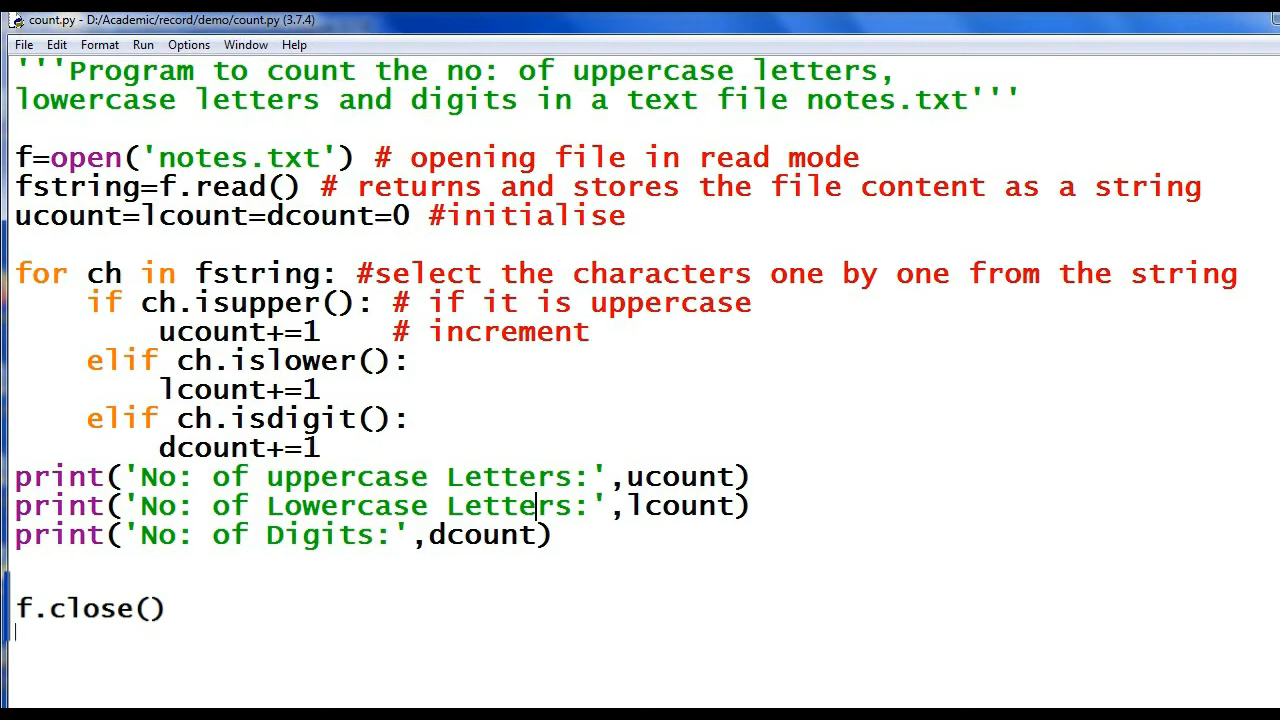 count.py - D:/Academic/record/demo/count.py (3.7.4)
File Edit Format Run Options Window Help
'''Program to count the no: of uppercase letters,
lowercase letters and digits in a text file notes.txt'''
f=open('notes.txt') # opening file in read mode
fstring=f.read() # returns and stores the file content as a string
ucount=lcount=dcount=0 #initialise
for ch in fstring: #select the characters one by one from the string
    if ch.isupper(): # if it is uppercase
        ucount+=1    # increment
    elif ch.islower():
        lcount+=1
    elif ch.isdigit():
        dcount+=1
print('No: of uppercase Letters:',ucount)
print('No: of Lowercase Letters:',lcount)
print('No: of Digits:',dcount)
f.close()